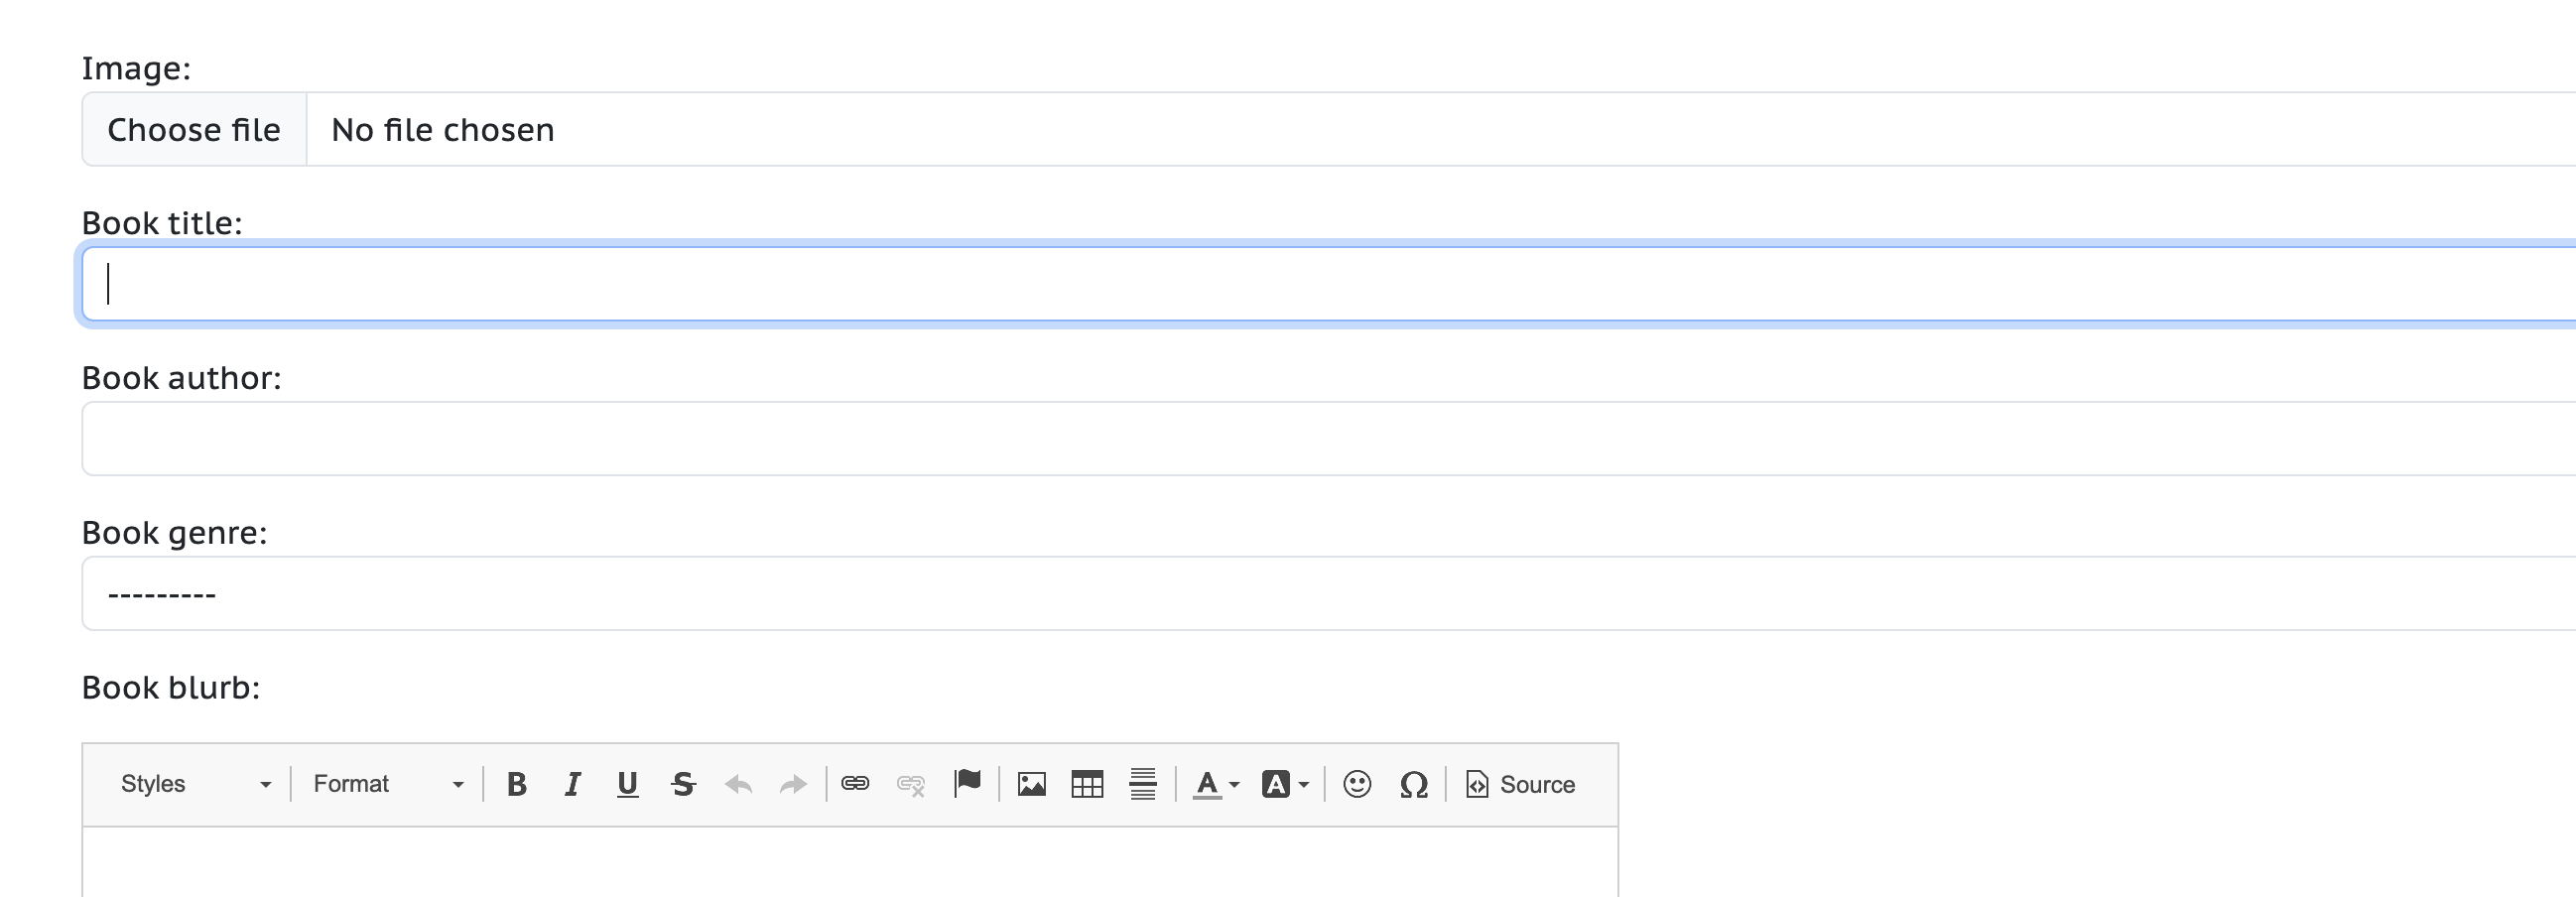 Image:
Choose file No file chosen
Book title:
Book author:
Book genre:
---------
Book blurb:
Styles Format B I U S A A Ω Source